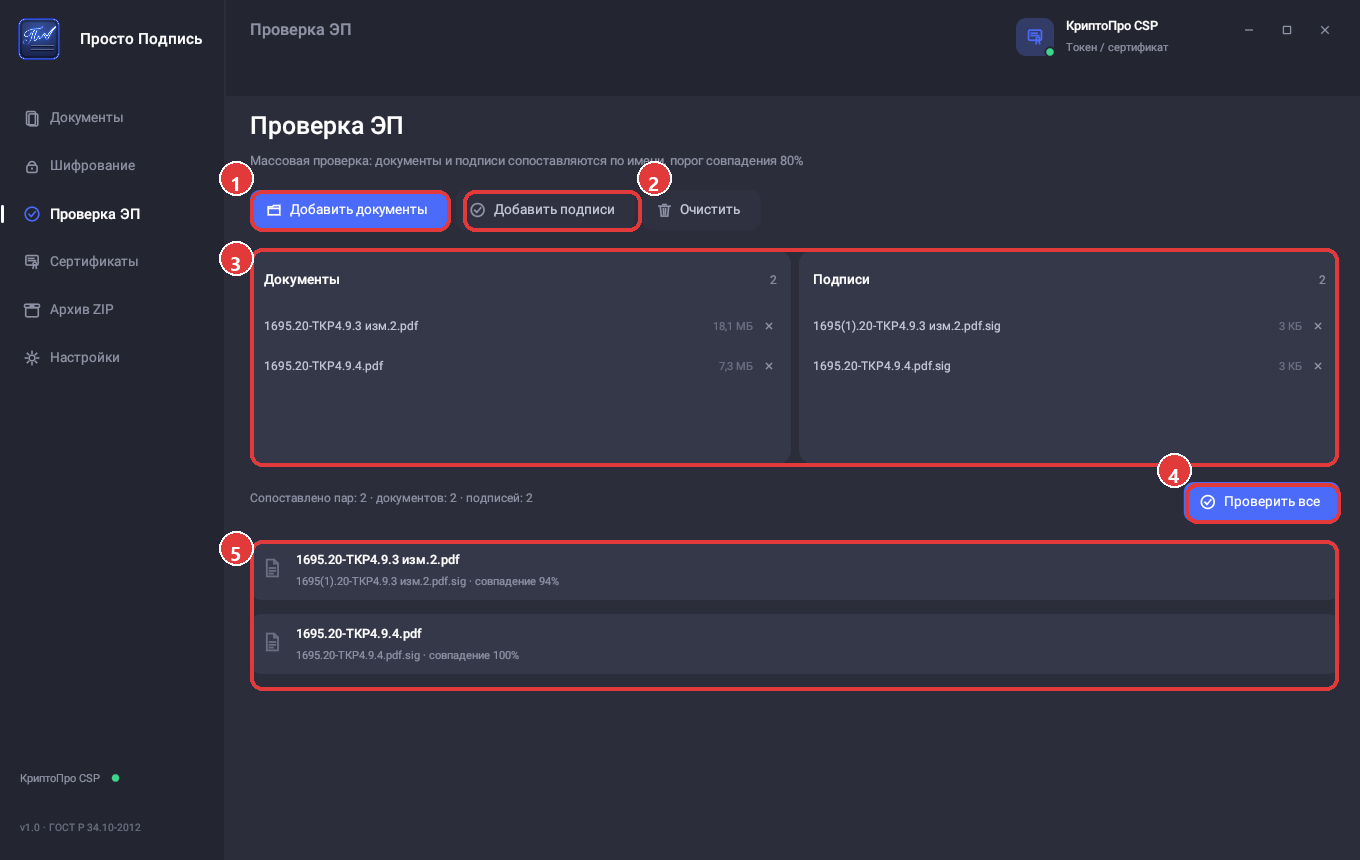 Просто Подпись
Проверка ЭП
КриптоПро CSP
Токен / сертификат
Документы
Шифрование
Проверка ЭП
Сертификаты
Архив ZIP
Настройки
КриптоПро CSP
v1.0 · ГОСТ Р 34.10-2012
Проверка ЭП
Массовая проверка: документы и подписи сопоставляются по имени, порог совпадения 80%
1
Добавить документы
2
Добавить подписи
Очистить
3
Документы 2
1695.20-ТКР4.9.3 изм.2.pdf 18,1 МБ ×
1695.20-ТКР4.9.4.pdf 7,3 МБ ×
Подписи 2
1695(1).20-ТКР4.9.3 изм.2.pdf.sig 3 КБ ×
1695.20-ТКР4.9.4.pdf.sig 3 КБ ×
Сопоставлено пар: 2 · документов: 2 · подписей: 2
4
Проверить все
5
1695.20-ТКР4.9.3 изм.2.pdf
1695(1).20-ТКР4.9.3 изм.2.pdf.sig · совпадение 94%
1695.20-ТКР4.9.4.pdf
1695.20-ТКР4.9.4.pdf.sig · совпадение 100%